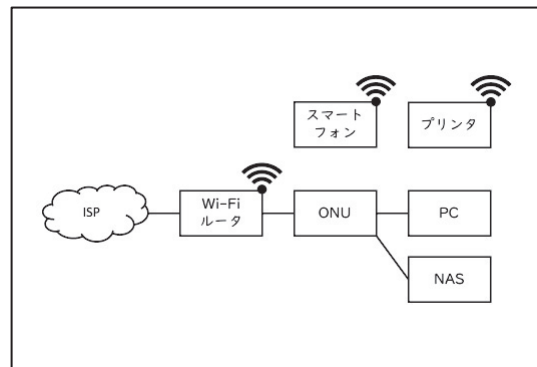 スマート
フォン
プリンタ
ISP
Wi-Fi
ルータ
ONU
PC
NAS